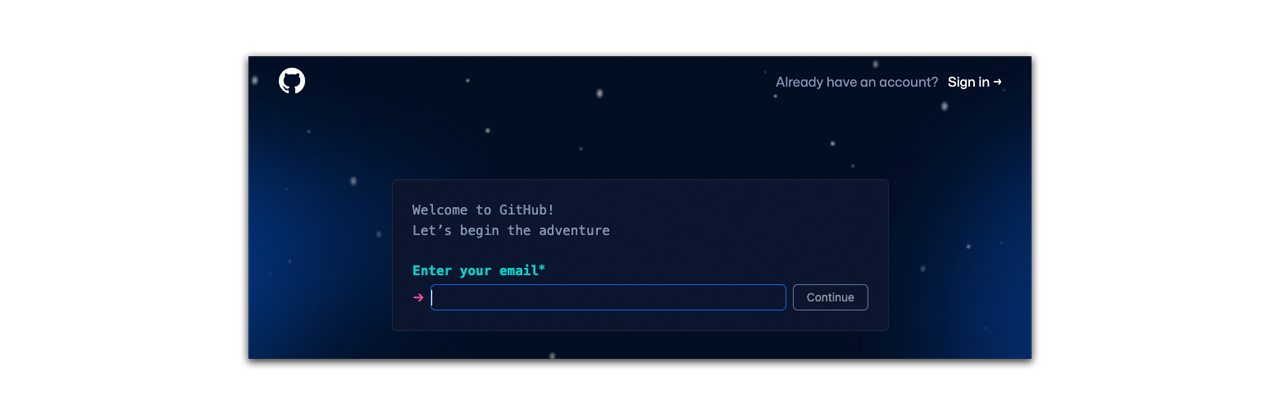 Already have an account? Sign in →
Welcome to GitHub!
Let’s begin the adventure
Enter your email*
→
Continue